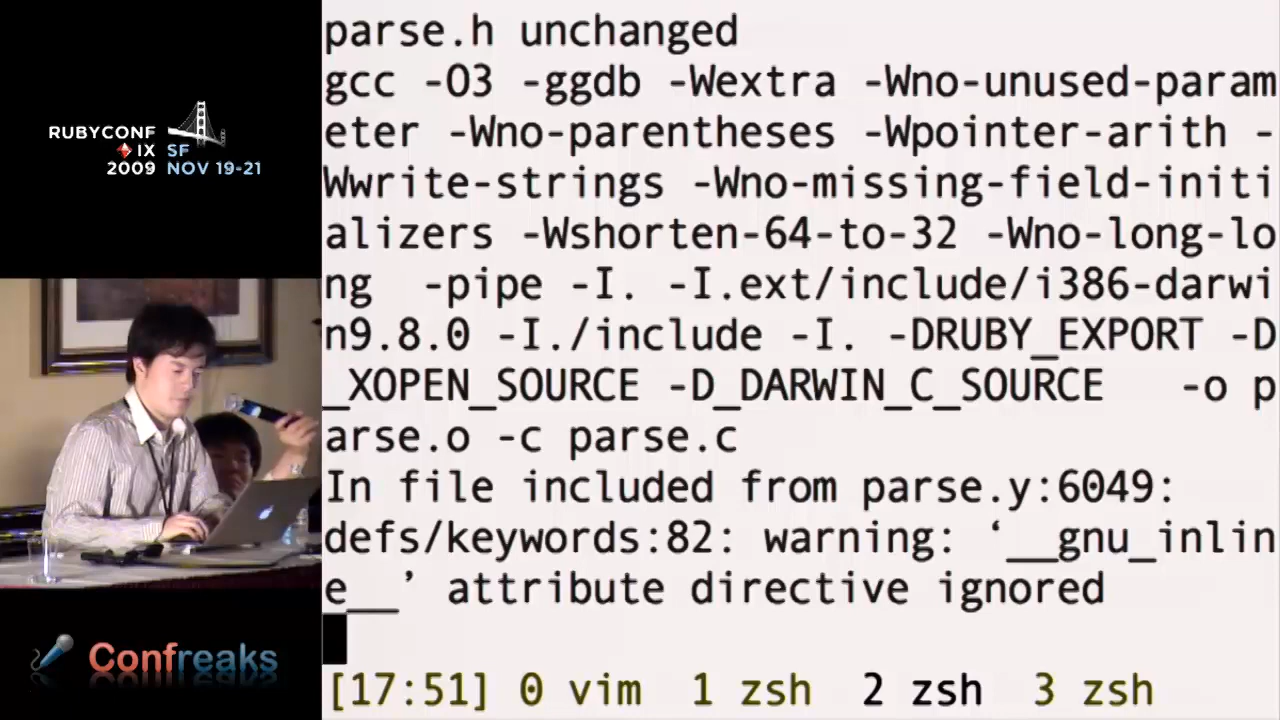 RUBYCONF
IX SF
2009 NOV 19-21
Confreaks
parse.h unchanged
gcc -O3 -ggdb -Wextra -Wno-unused-param
eter -Wno-parentheses -Wpointer-arith -
Wwrite-strings -Wno-missing-field-initi
alizers -Wshorten-64-to-32 -Wno-long-lo
ng  -pipe -I. -I.ext/include/i386-darwi
n9.8.0 -I./include -I. -DRUBY_EXPORT -D
_XOPEN_SOURCE -D_DARWIN_C_SOURCE   -o p
arse.o -c parse.c
In file included from parse.y:6049:
defs/keywords:82: warning: ‘__gnu_inlin
e__’ attribute directive ignored
[17:51] 0 vim  1 zsh  2 zsh  3 zsh